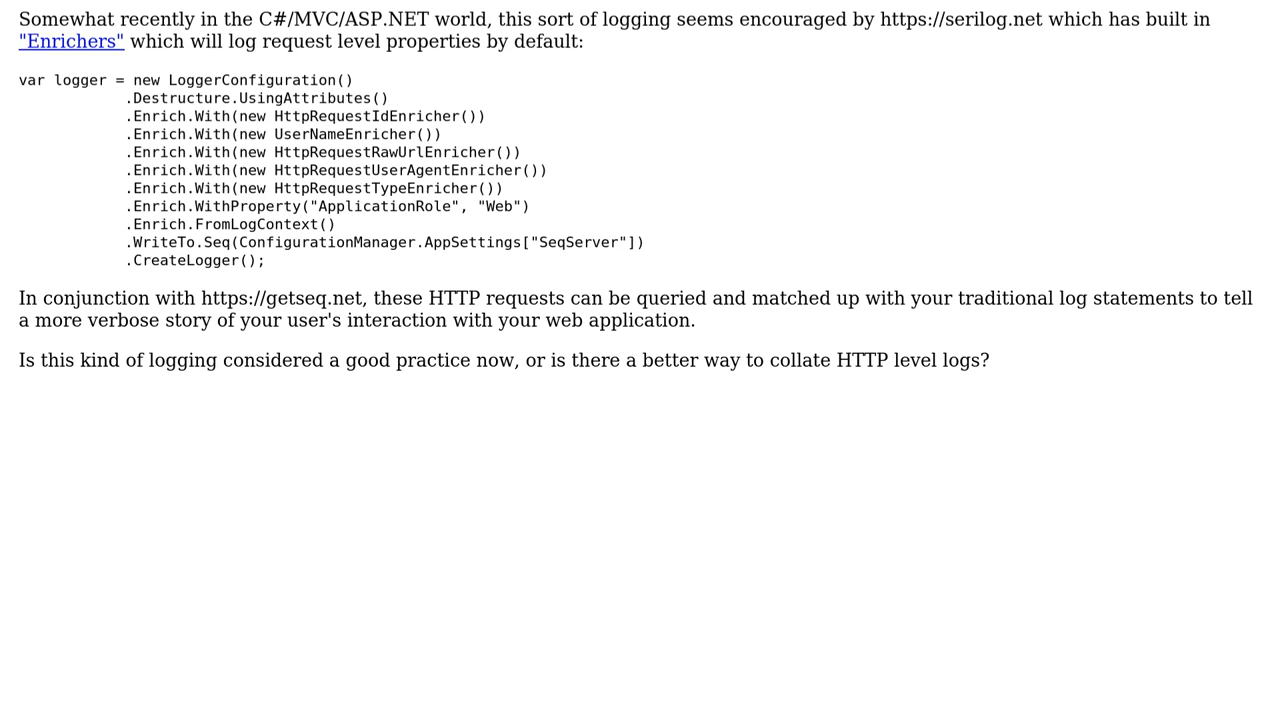 Somewhat recently in the C#/MVC/ASP.NET world, this sort of logging seems encouraged by https://serilog.net which has built in
"Enrichers" which will log request level properties by default:
var logger = new LoggerConfiguration()
            .Destructure.UsingAttributes()
            .Enrich.With(new HttpRequestIdEnricher())
            .Enrich.With(new UserNameEnricher())
            .Enrich.With(new HttpRequestRawUrlEnricher())
            .Enrich.With(new HttpRequestUserAgentEnricher())
            .Enrich.With(new HttpRequestTypeEnricher())
            .Enrich.WithProperty("ApplicationRole", "Web")
            .Enrich.FromLogContext()
            .WriteTo.Seq(ConfigurationManager.AppSettings["SeqServer"])
            .CreateLogger();
In conjunction with https://getseq.net, these HTTP requests can be queried and matched up with your traditional log statements to tell
a more verbose story of your user's interaction with your web application.
Is this kind of logging considered a good practice now, or is there a better way to collate HTTP level logs?